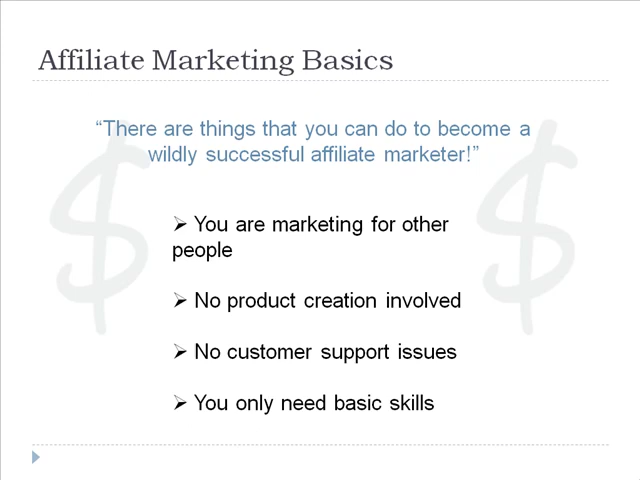 Affiliate Marketing Basics
“There are things that you can do to become a
wildly successful affiliate marketer!”
➢ You are marketing for other
people
➢ No product creation involved
➢ No customer support issues
➢ You only need basic skills